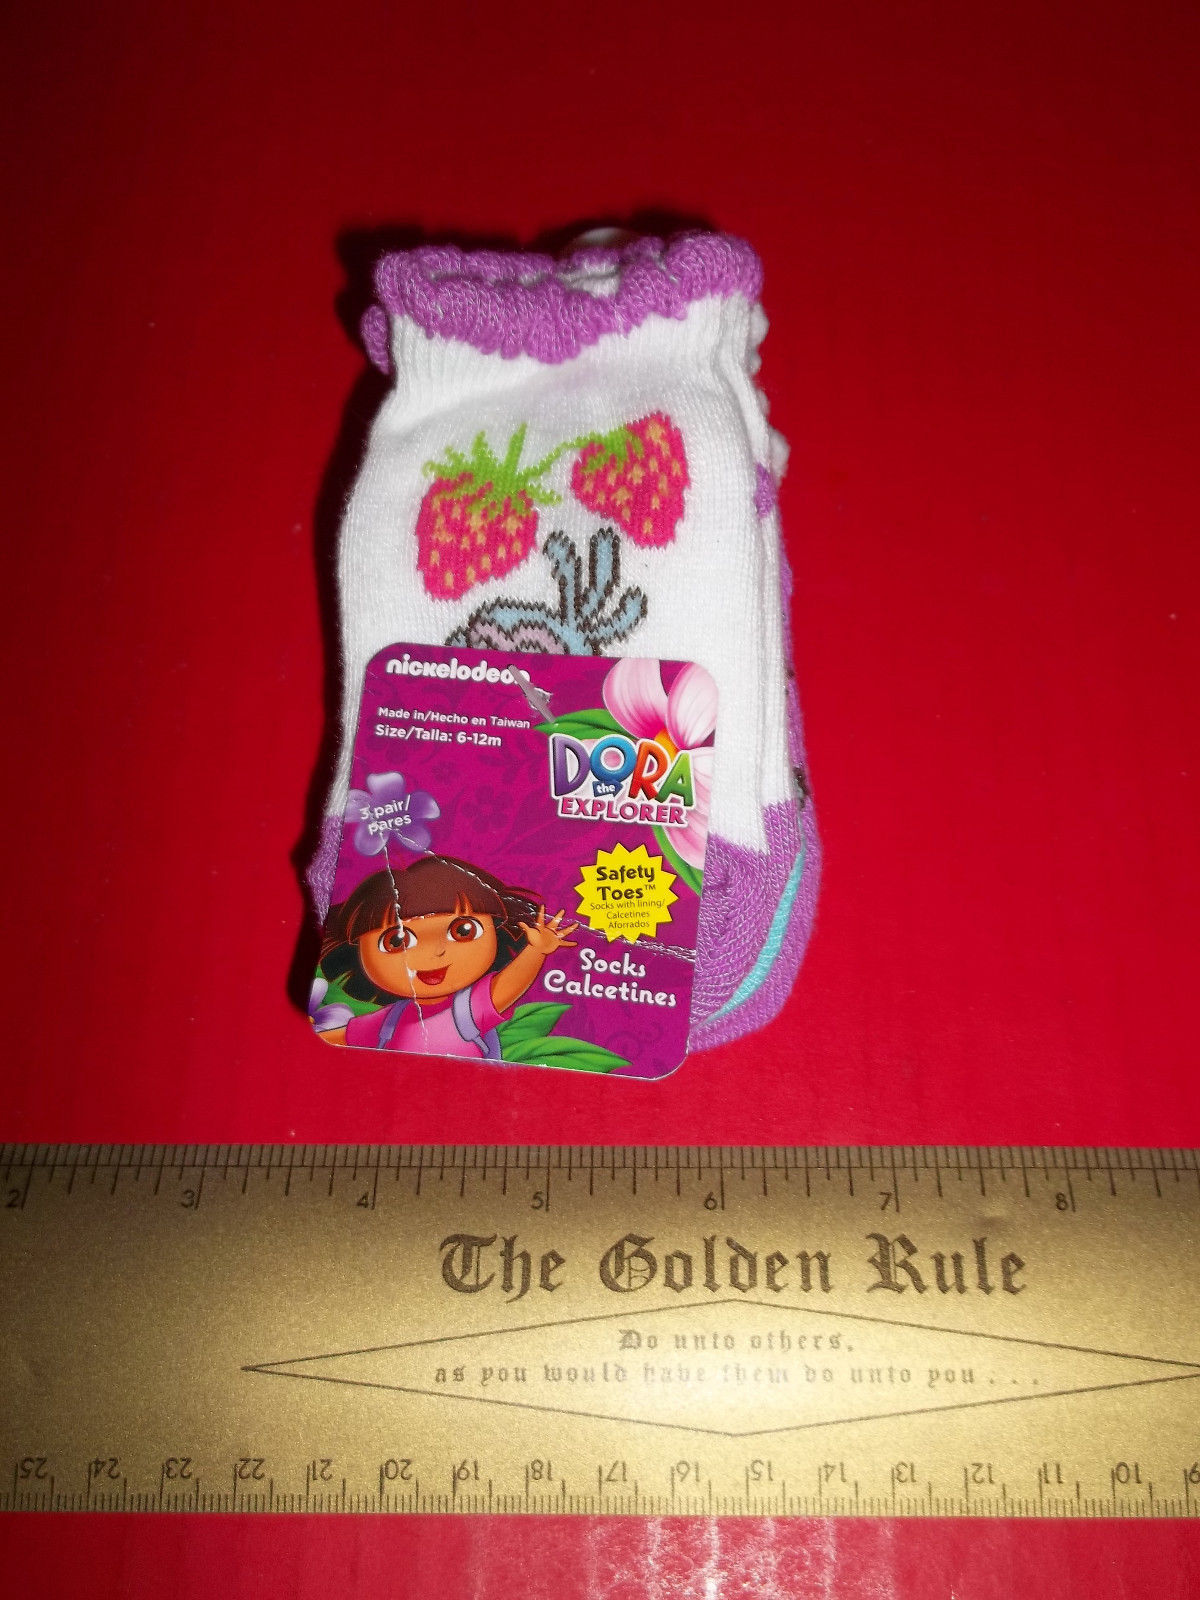 nickelodeon
Made in/Hecho en Taiwan
Size/Talla: 6-12m
DORA
the
EXPLORER
3 pair/
pares
Safety
Toes™
Socks with lining/
Calcetines
Aforrados
Socks
Calcetines
2 3 4 5 6 7 8
The Golden Rule
Do unto others,
as you would have them do unto you . . .
25 24 23 22 21 20 19 18 17 16 15 14 13 12 11 10 9